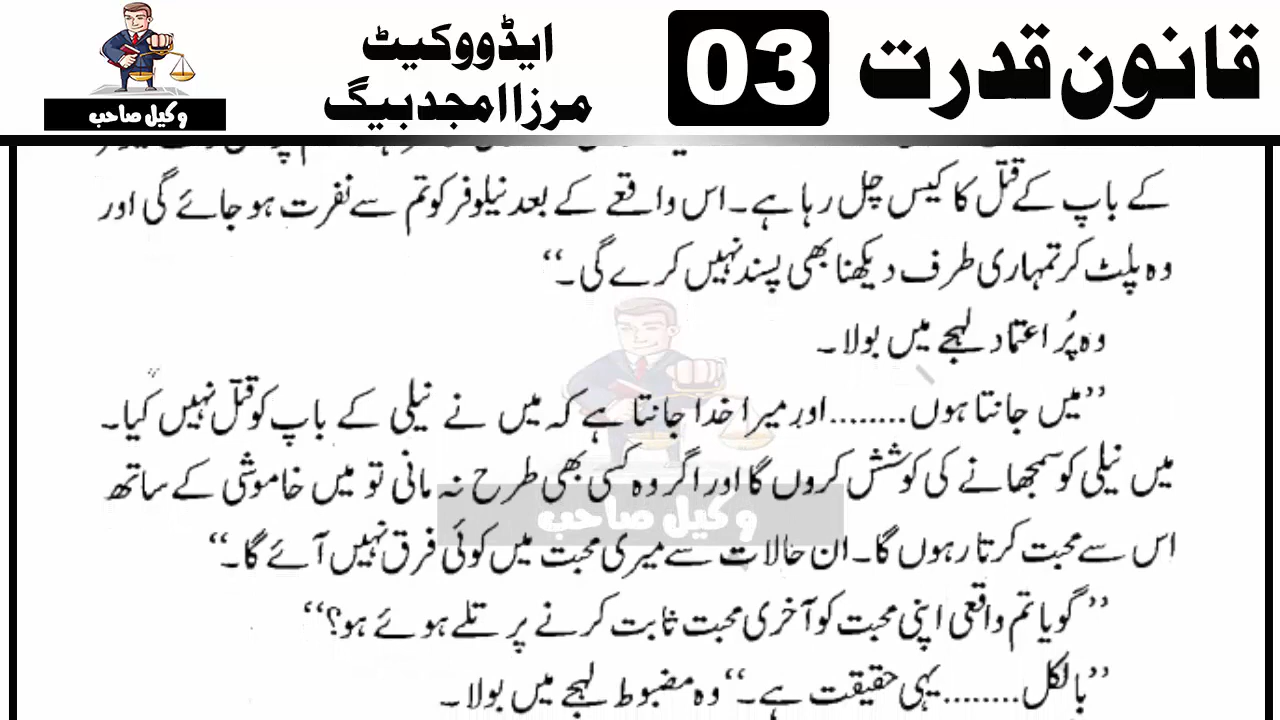 قانون قدرت 03
ایڈووکیٹ
مرزا امجد بیگ
وکیل صاحب
کے باپ کے قتل کا کیس چل رہا ہے۔ اس واقعے کے بعد نیلوفر کو تم سے نفرت ہو جائے گی اور
وہ پلٹ کر تمہاری طرف دیکھنا بھی پسند نہیں کرے گی۔‘‘
وہ پُر اعتماد لہجے میں بولا۔
’’میں جانتا ہوں........اور میرا خدا جانتا ہے کہ میں نے نیلی کے باپ کو قتل نہیں کیا۔
میں نیلی کو سمجھانے کی کوشش کروں گا اور اگر وہ کسی بھی طرح نہ مانی تو میں خاموشی کے ساتھ
وکیل صاحب
اس سے محبت کرتا رہوں گا۔ ان حالات سے میری محبت میں کوئی فرق نہیں آئے گا۔‘‘
’’گویا تم واقعی اپنی محبت کو آخری محبت ثابت کرنے پر تلے ہوئے ہو؟‘‘
’’بالکل........یہی حقیقت ہے۔‘‘ وہ مضبوط لہجے میں بولا۔